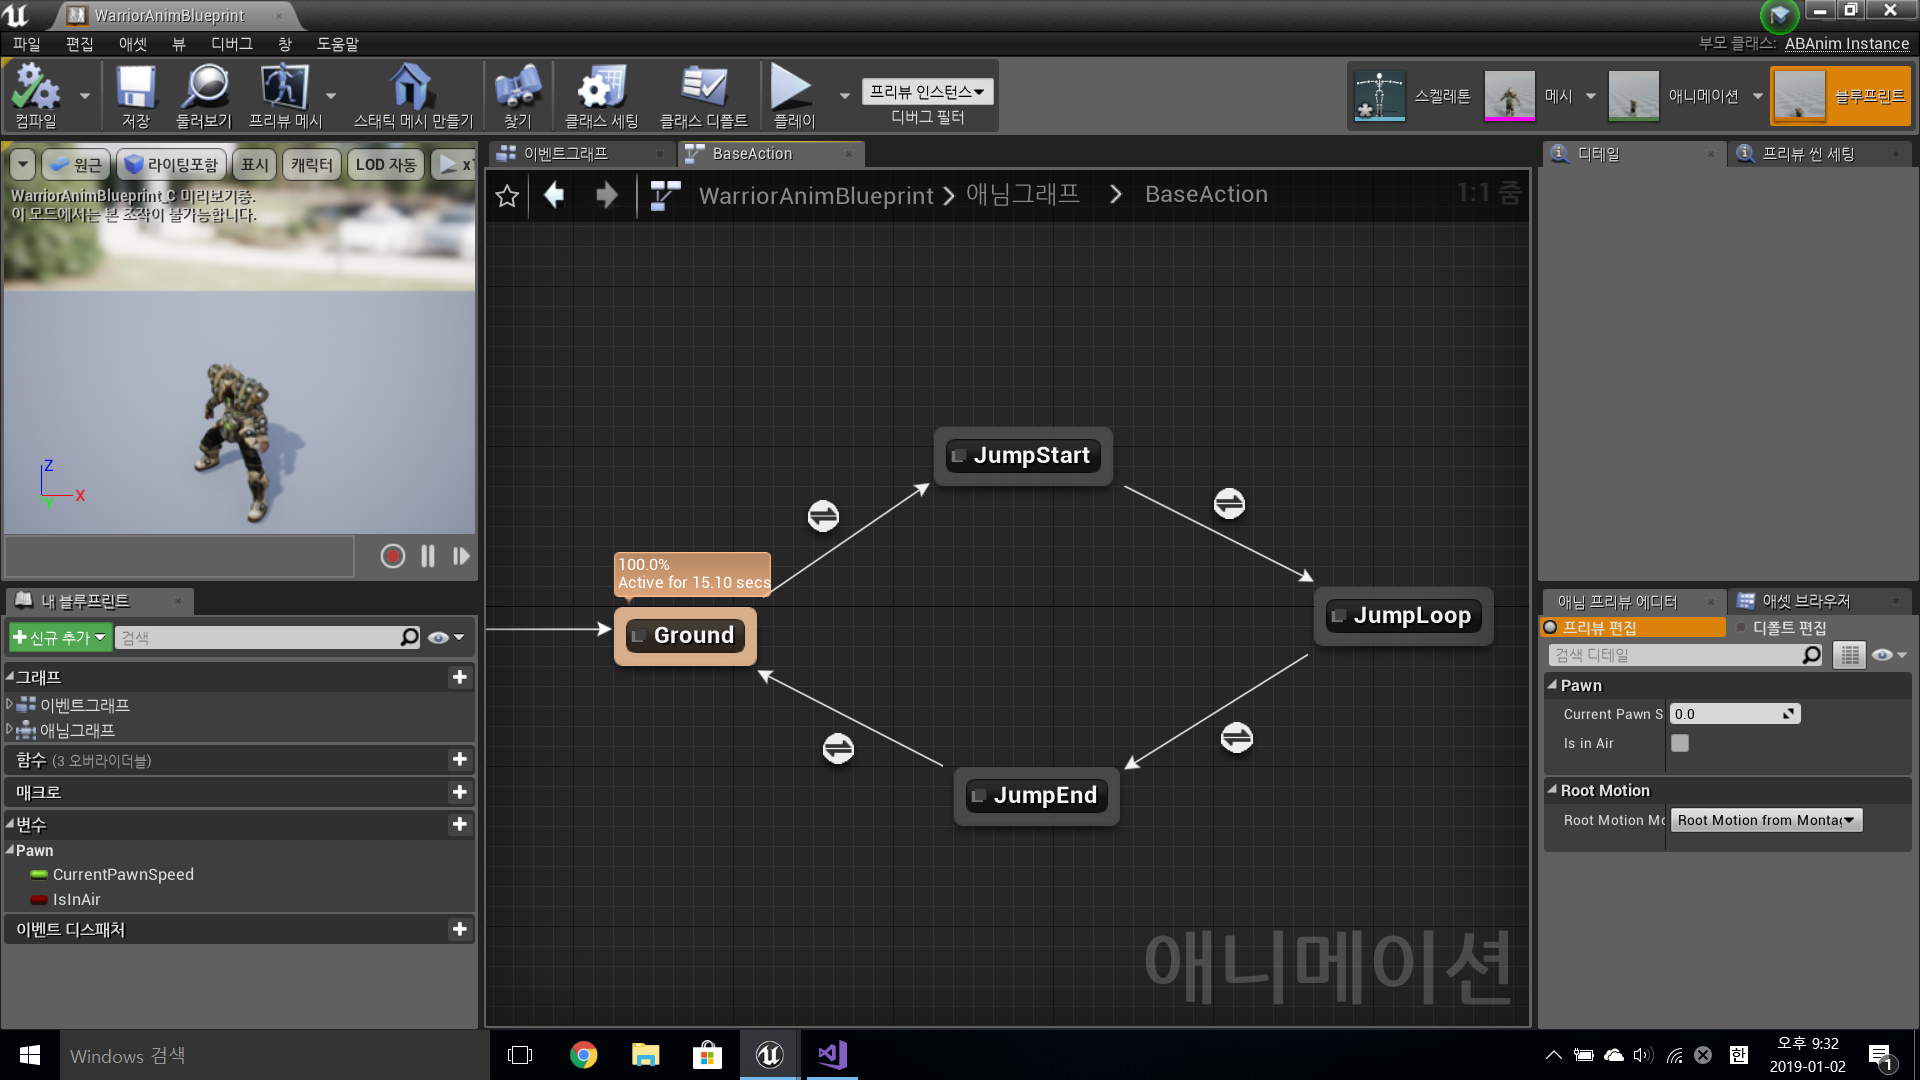 WarriorAnimBlueprint
파일 편집 애셋 뷰 디버그 창 도움말
부모 클래스: ABAnim Instance
컴파일 저장 둘러보기 프리뷰 메시 스태틱 메시 만들기 찾기 클래스 세팅 클래스 디폴트 플레이
프리뷰 인스턴스
디버그 필터
스켈레톤 메시 애니메이션 블루프린트
원근 라이팅포함 표시 캐릭터 LOD 자동
WarriorAnimBlueprint_C 미리보기중.
이 모드에서는 본 조작이 불가능합니다.
Z
X
Y
이벤트그래프
BaseAction
WarriorAnimBlueprint 애님그래프 BaseAction
1:1 줌
JumpStart
100.0%
Active for 15.10 secs
Ground
JumpLoop
JumpEnd
애니메이션
내 블루프린트
신규 추가 검색
그래프
이벤트그래프
애님그래프
함수 (3 오버라이더블)
매크로
변수
Pawn
CurrentPawnSpeed
IsInAir
이벤트 디스패처
디테일 프리뷰 씬 세팅
애님 프리뷰 에디터 애셋 브라우저
프리뷰 편집 디폴트 편집
검색 디테일
Pawn
Current Pawn S 0.0
Is in Air
Root Motion
Root Motion Mo Root Motion from Montag
Windows 검색
한
오후 9:32
2019-01-02
1